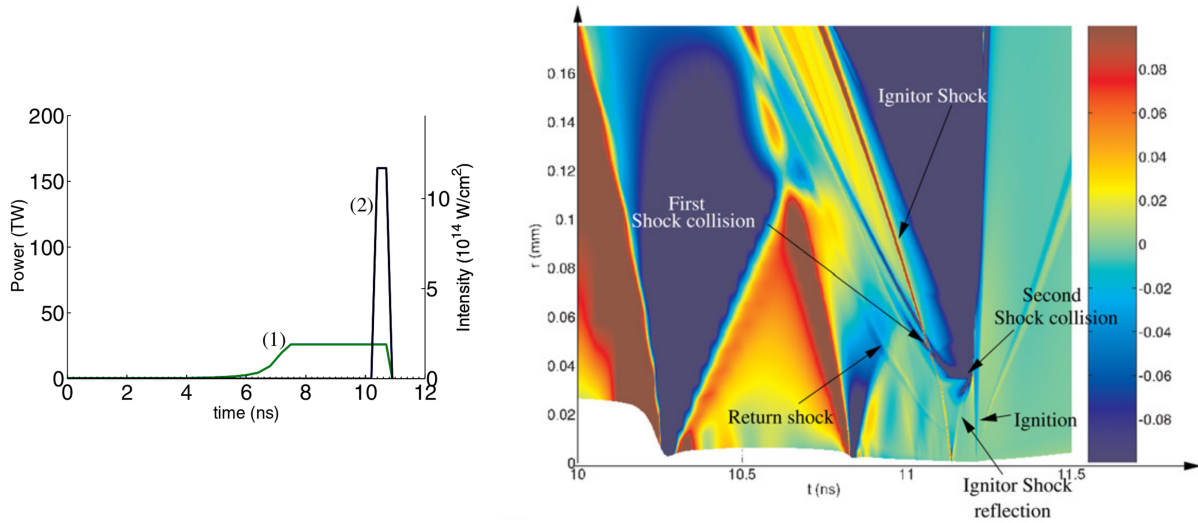 200
150
100
50
0
Power (TW)
(2)
(1)
10
5
0
Intensity (10¹⁴ W/cm²)
0
2
4
6
8
10
12
time (ns)
0.16
0.14
0.12
0.1
0.08
0.06
0.04
0.02
0
r (mm)
Ignitor Shock
First
Shock collision
Second
Shock collision
Return shock
Ignition
Ignitor Shock
reflection
10
10.5
11
11.5
t (ns)
0.08
0.06
0.04
0.02
0
-0.02
-0.04
-0.06
-0.08